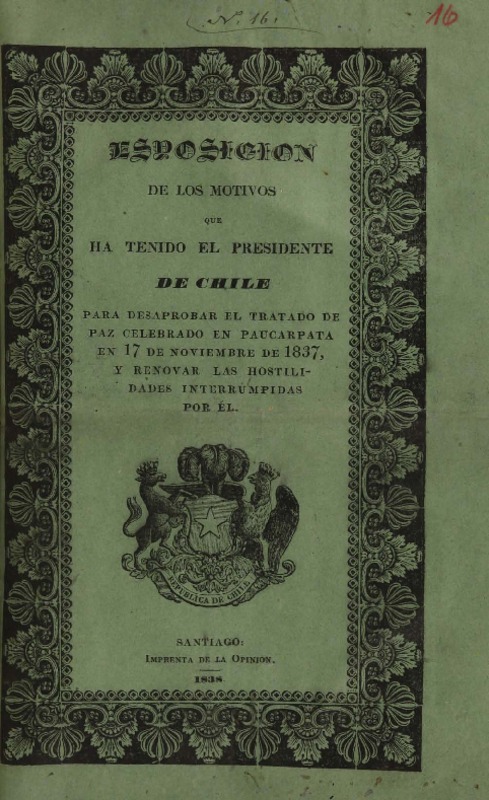 Nº 16.
16
ESPOSICION
DE LOS MOTIVOS
QUE
HA TENIDO EL PRESIDENTE
DE CHILE
PARA DESAPROBAR EL TRATADO DE
PAZ CELEBRADO EN PAUCARPATA
EN 17 DE NOVIEMBRE DE 1837,
Y RENOVAR LAS HOSTILI-
DADES INTERRUMPIDAS
POR ÉL.
REPUBLICA DE CHILE
SANTIAGO:
IMPRENTA DE LA OPINION.
1838